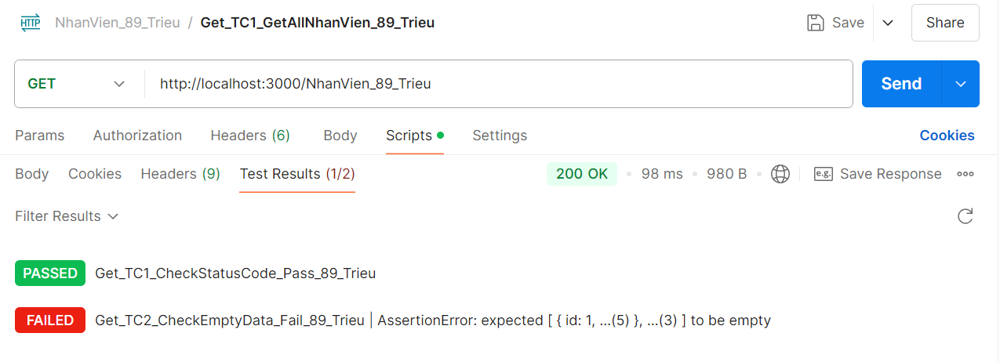 HTTP NhanVien_89_Trieu / Get_TC1_GetAllNhanVien_89_Trieu Save Share
GET http://localhost:3000/NhanVien_89_Trieu Send
Params Authorization Headers (6) Body Scripts Settings Cookies
Body Cookies Headers (9) Test Results (1/2) 200 OK • 98 ms • 980 B • e.g. Save Response
Filter Results
PASSED Get_TC1_CheckStatusCode_Pass_89_Trieu
FAILED Get_TC2_CheckEmptyData_Fail_89_Trieu | AssertionError: expected [ { id: 1, …(5) }, …(3) ] to be empty